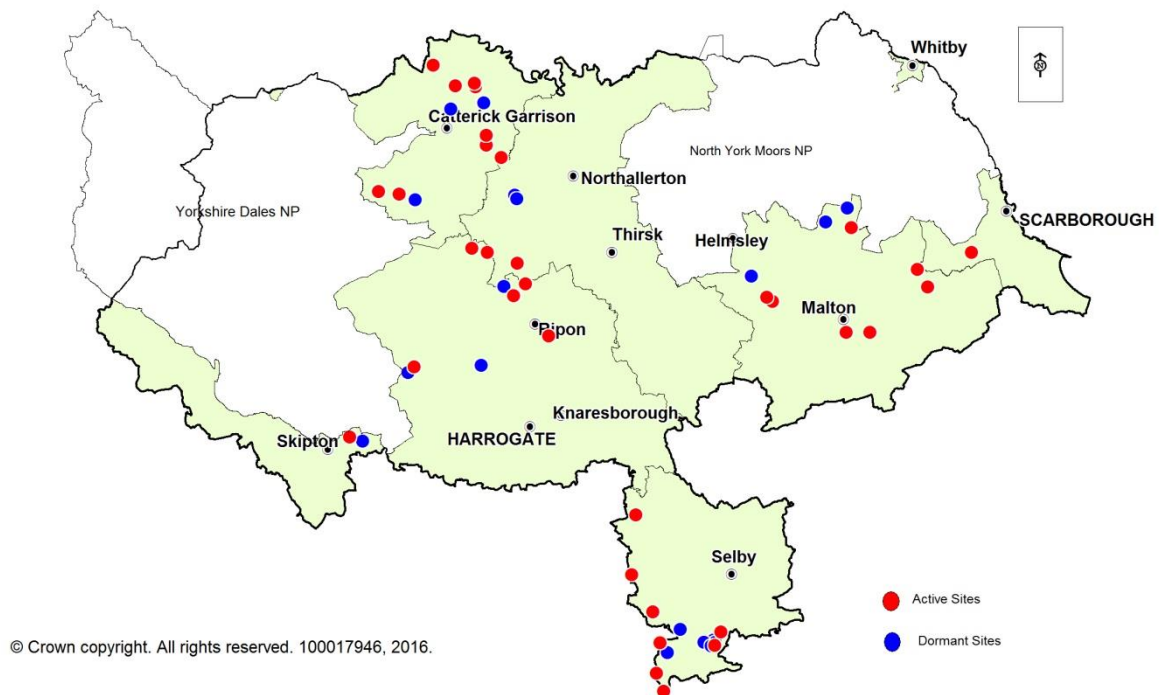 Whitby
N
Catterick Garrison
North York Moors NP
Northallerton
Yorkshire Dales NP
SCARBOROUGH
Thirsk
Helmsley
Malton
Ripon
Knaresborough
HARROGATE
Skipton
Selby
Active Sites
Dormant Sites
© Crown copyright. All rights reserved. 100017946, 2016.